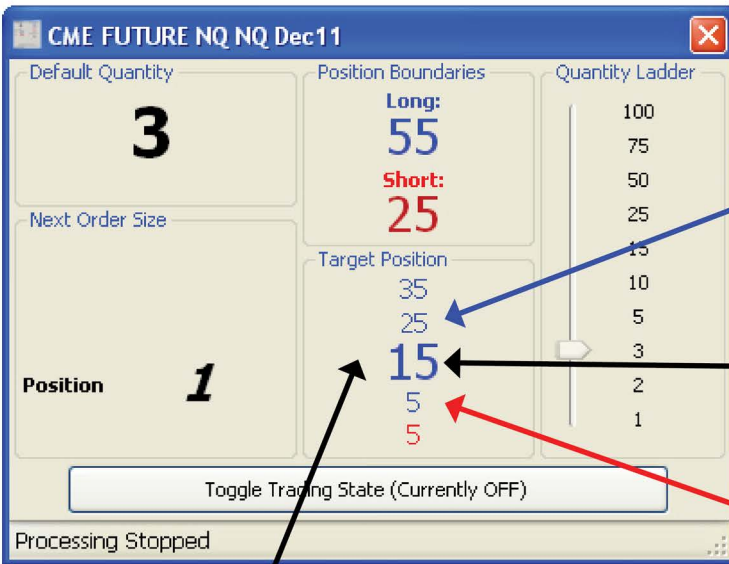 CME FUTURE NQ NQ Dec11
Default Quantity
3
Next Order Size
Position 1
Position Boundaries
Long:
55
Short:
25
Target Position
35
25
15
5
5
Quantity Ladder
100
75
50
25
15
10
5
3
2
1
Toggle Trading State (Currently OFF)
Processing Stopped